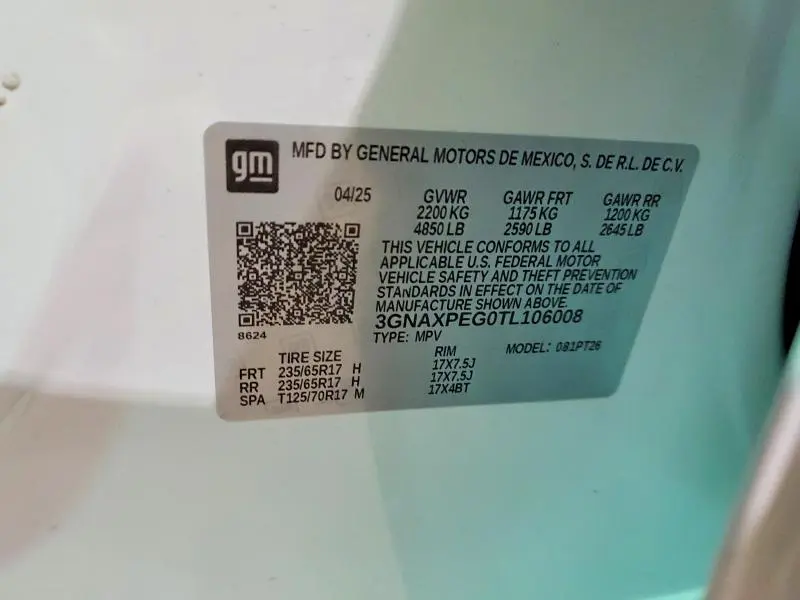 gm MFD BY GENERAL MOTORS DE MEXICO, S. DE R.L. DE C.V.
04/25 GVWR GAWR FRT GAWR RR
2200 KG 1175 KG 1200 KG
4850 LB 2590 LB 2645 LB
THIS VEHICLE CONFORMS TO ALL
APPLICABLE U.S. FEDERAL MOTOR
VEHICLE SAFETY AND THEFT PREVENTION
STANDARDS IN EFFECT ON THE DATE OF
MANUFACTURE SHOWN ABOVE.
3GNAXPEG0TL106008
8624 TYPE: MPV MODEL: 081PT26
TIRE SIZE RIM
FRT 235/65R17 H 17X7.5J
RR 235/65R17 H 17X7.5J
SPA T125/70R17 M 17X4BT